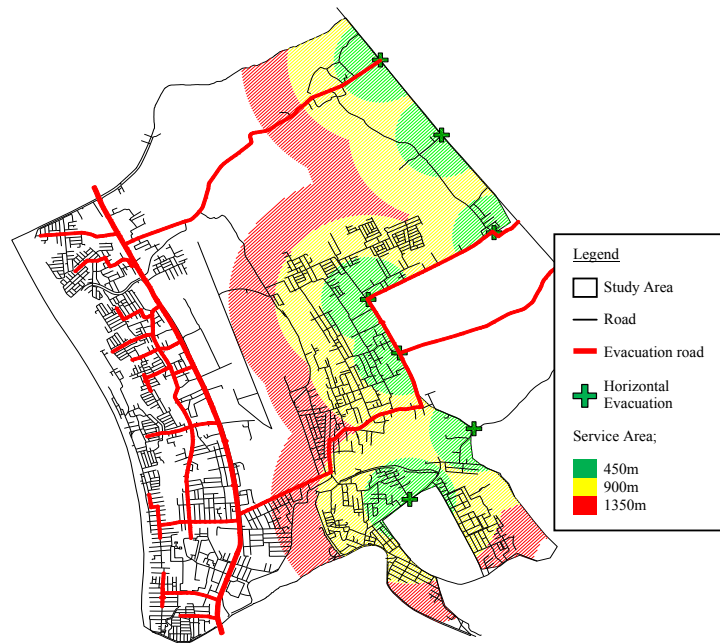 Legend
Study Area
Road
Evacuation road
Horizontal
Evacuation
Service Area;
450m
900m
1350m